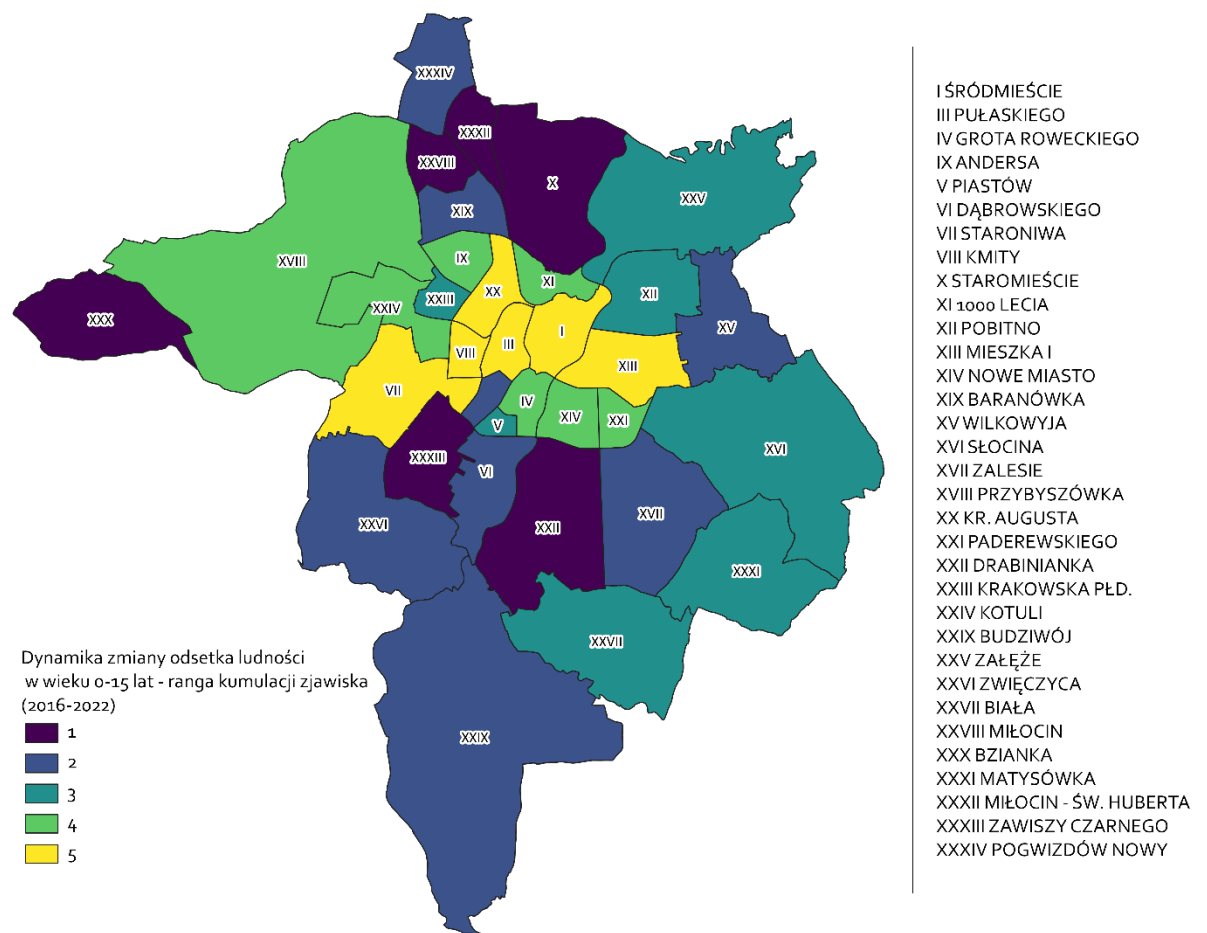 XXXIV
XXXII
XXVIII
X
XXV
XIX
IX
XVIII
XI
XX
XXIII
XII
XXIV
XXX
I
XV
III
VIII
XIII
VII
IV
XIV
XXI
V
XVI
XXXIII
VI
XVII
XXVI
XXII
XXXI
XXVII
XXIX
Dynamika zmiany odsetka ludności
w wieku 0-15 lat - ranga kumulacji zjawiska
(2016-2022)
1
2
3
4
5
I ŚRÓDMIEŚCIE
III PUŁASKIEGO
IV GROTA ROWECKIEGO
IX ANDERSA
V PIASTÓW
VI DĄBROWSKIEGO
VII STARONIWA
VIII KMITY
X STAROMIEŚCIE
XI 1000 LECIA
XII POBITNO
XIII MIESZKA I
XIV NOWE MIASTO
XIX BARANÓWKA
XV WILKOWYJA
XVI SŁOCINA
XVII ZALESIE
XVIII PRZYBYSZÓWKA
XX KR. AUGUSTA
XXI PADEREWSKIEGO
XXII DRABINIANKA
XXIII KRAKOWSKA PŁD.
XXIV KOTULI
XXIX BUDZIWÓJ
XXV ZAŁĘŻE
XXVI ZWIĘCZYCA
XXVII BIAŁA
XXVIII MIŁOCIN
XXX BZIANKA
XXXI MATYSÓWKA
XXXII MIŁOCIN - ŚW. HUBERTA
XXXIII ZAWISZY CZARNEGO
XXXIV POGWIZDÓW NOWY